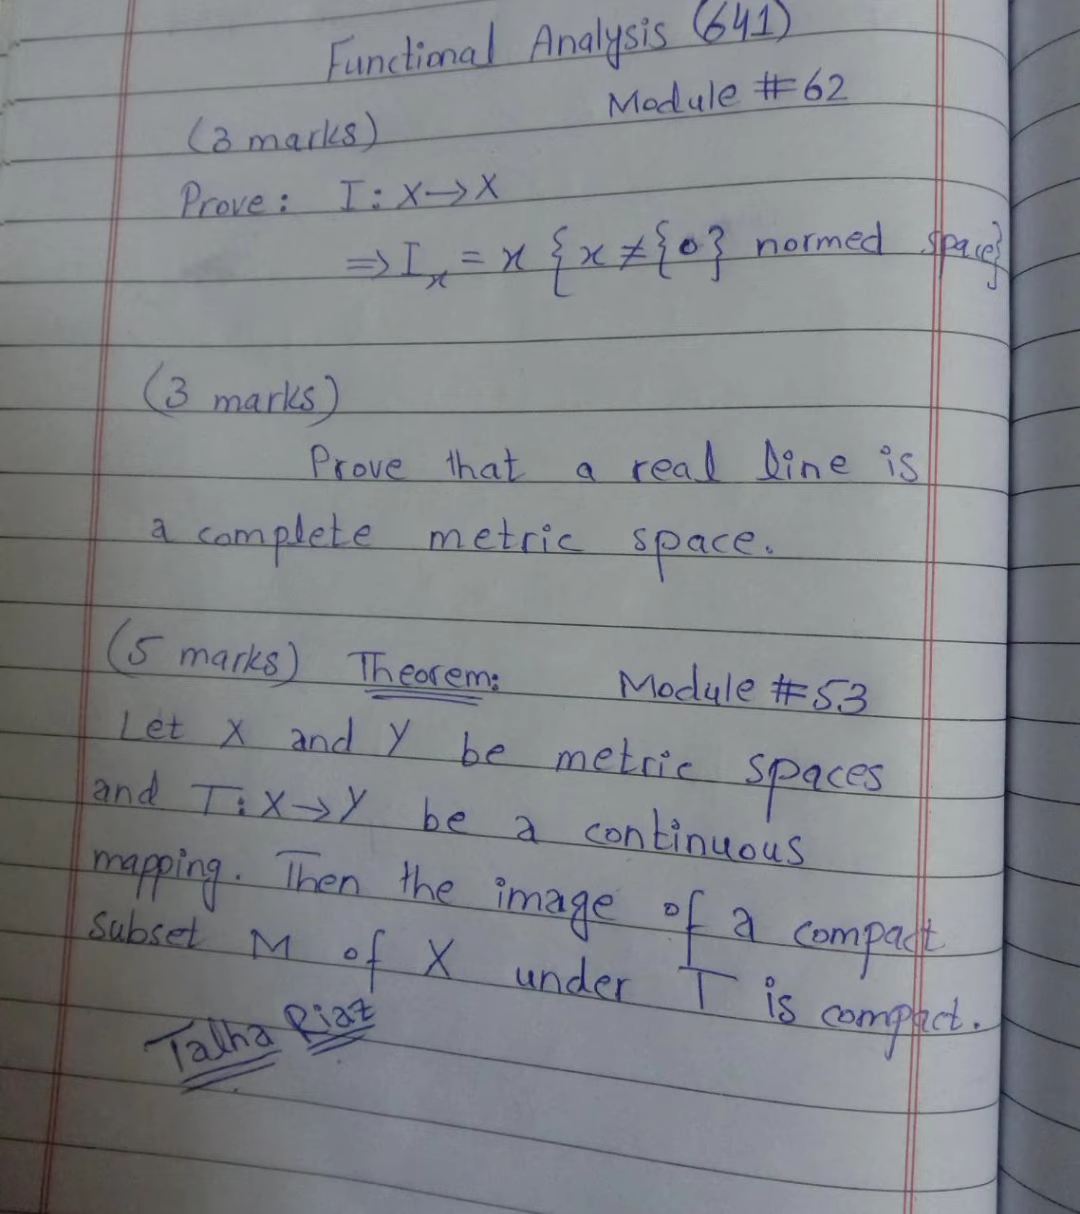 Functional Analysis (641)
Module #62
(3 marks)
Prove: I: X→X
⇒ Iₓ = x {x≠{0} normed space}
(3 marks)
Prove that a real line is
a complete metric space.
(5 marks) Theorem: Module #53
Let X and Y be metric spaces
and T: X→Y be a continuous
mapping. Then the image of a compact
subset M of X under T is compact.
Talha Riaz